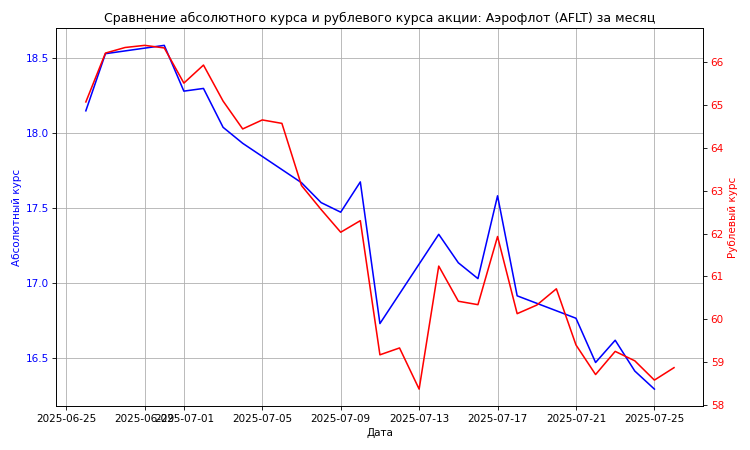 Сравнение абсолютного курса и рублевого курса акции: Аэрофлот (AFLT) за месяц
Абсолютный курс
18.5
18.0
17.5
17.0
16.5
66
65
64
63
62
61
60
59
58
Рублевый курс
2025-06-25 2025-06-29 2025-07-01 2025-07-05 2025-07-09 2025-07-13 2025-07-17 2025-07-21 2025-07-25
Дата